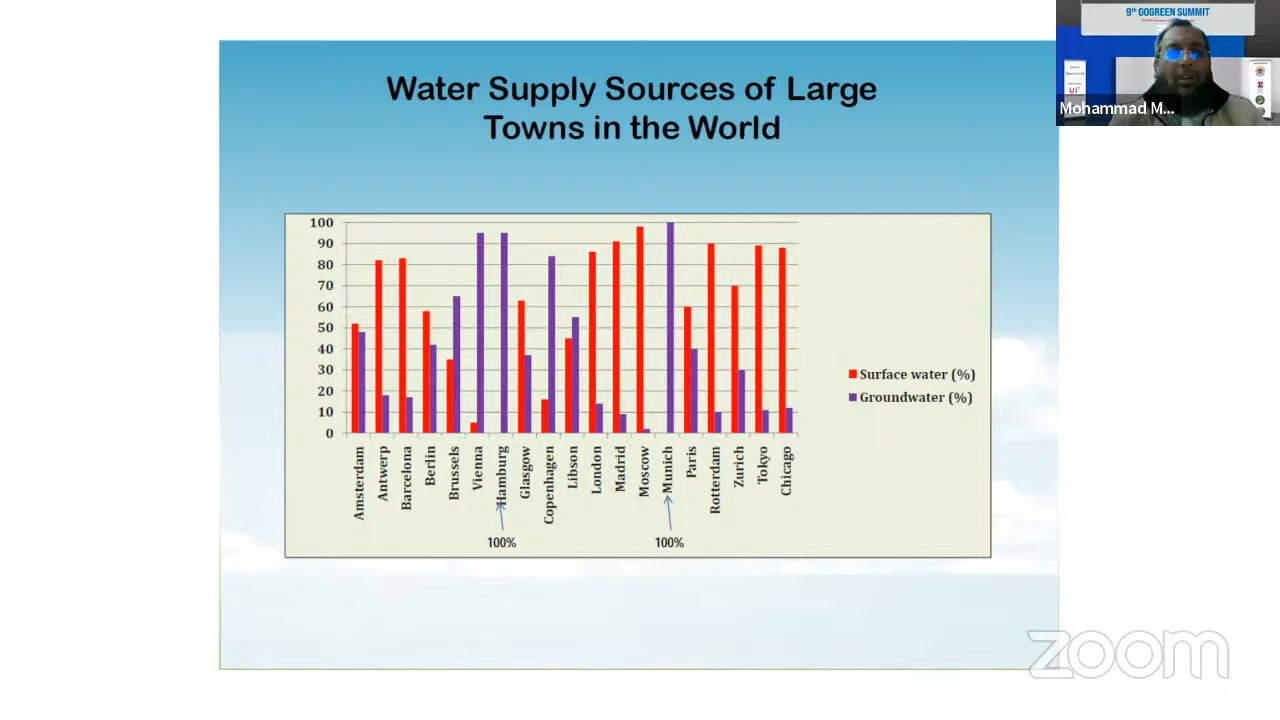 9th GOGREEN SUMMIT
Mohammad M...
Water Supply Sources of Large
Towns in the World
100
90
80
70
60
50
40
30
20
10
0
Amsterdam
Antwerp
Barcelona
Berlin
Brussels
Vienna
Hamburg
Glasgow
Copenhagen
Libson
London
Madrid
Moscow
Munich
Paris
Rotterdam
Zurich
Tokyo
Chicago
Surface water (%)
Groundwater (%)
100%
100%
zoom